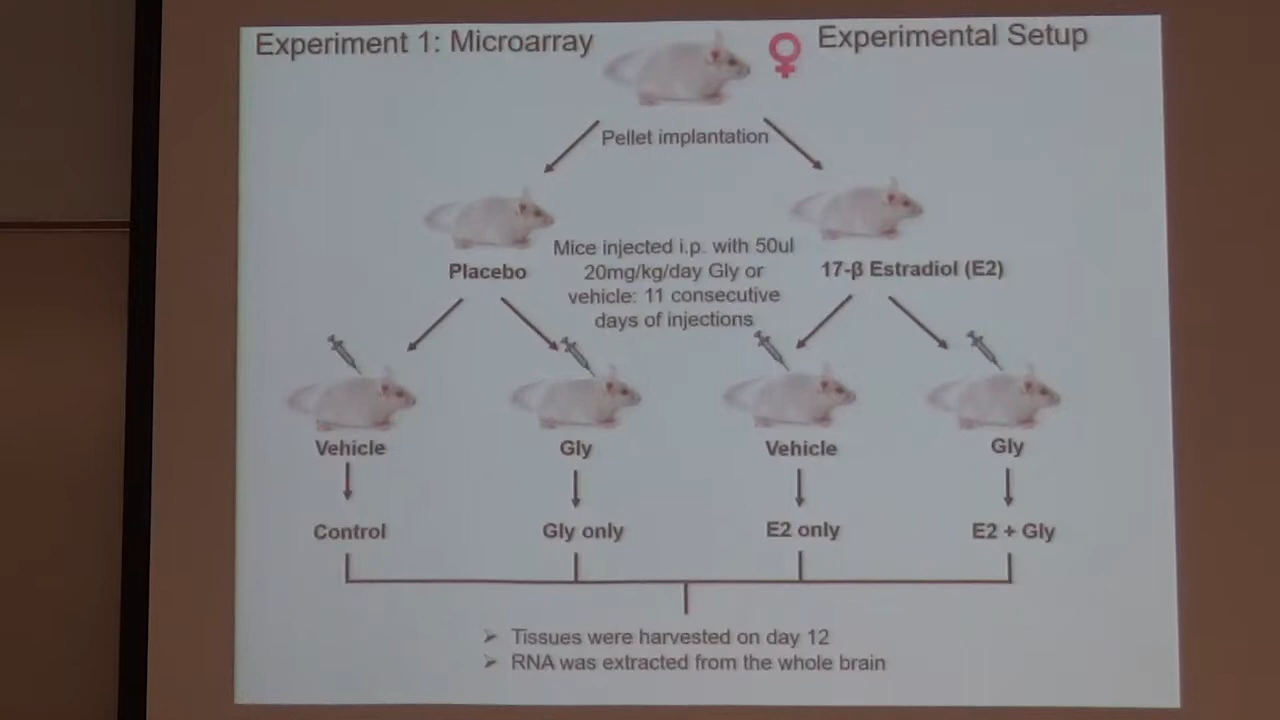 Experiment 1: Microarray
Experimental Setup
Pellet implantation
Placebo
Mice injected i.p. with 50ul
20mg/kg/day Gly or
vehicle: 11 consecutive
days of injections
17-β Estradiol (E2)
Vehicle
Gly
Vehicle
Gly
Control
Gly only
E2 only
E2 + Gly
➢ Tissues were harvested on day 12
➢ RNA was extracted from the whole brain